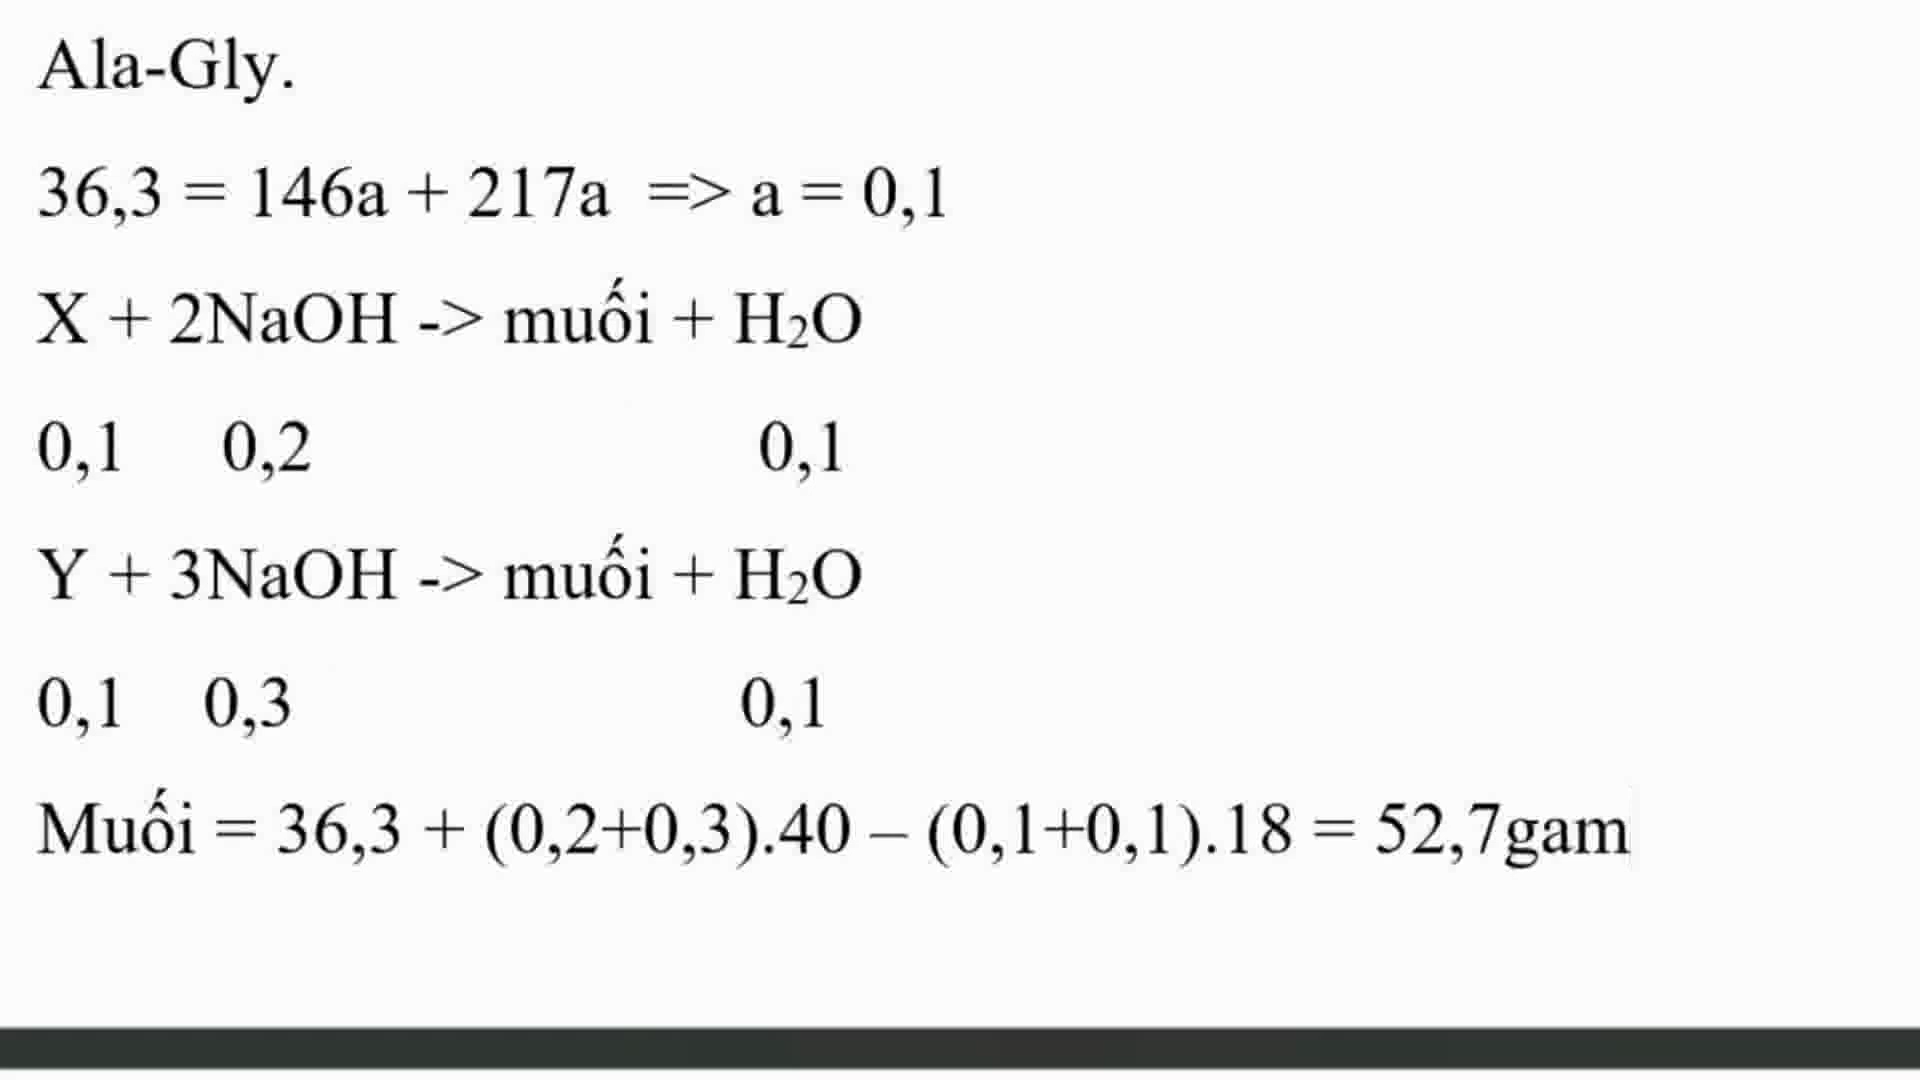 Ala-Gly.
36,3 = 146a + 217a => a = 0,1
X + 2NaOH -> muối + H₂O
0,1 0,2 0,1
Y + 3NaOH -> muối + H₂O
0,1 0,3 0,1
Muối = 36,3 + (0,2+0,3).40 – (0,1+0,1).18 = 52,7gam